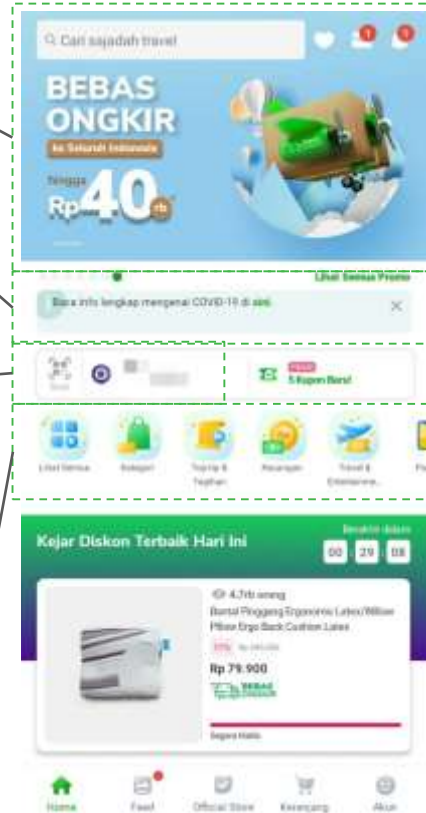 Cari sajadah travel
1
1
BEBAS
ONGKIR
ke Seluruh Indonesia
hingga
Rp40rb
Lihat Semua Promo
Baca info lengkap mengenai COVID-19 di sini
5 Kupon Baru!
Lihat Semua
Kategori
Top-Up &
Tagihan
Keuangan
Travel &
Entertainme...
Kejar Diskon Terbaik Hari Ini
Berakhir dalam
00 : 29 : 08
4,7rb orang
Bantal Pinggang Ergonomis Latex/Willow
Pillow Ergo Back Cushion Latex
Rp 79.900
BEBAS
ONGKIR
Segera Habis
Home
Feed
Official Store
Keranjang
Akun